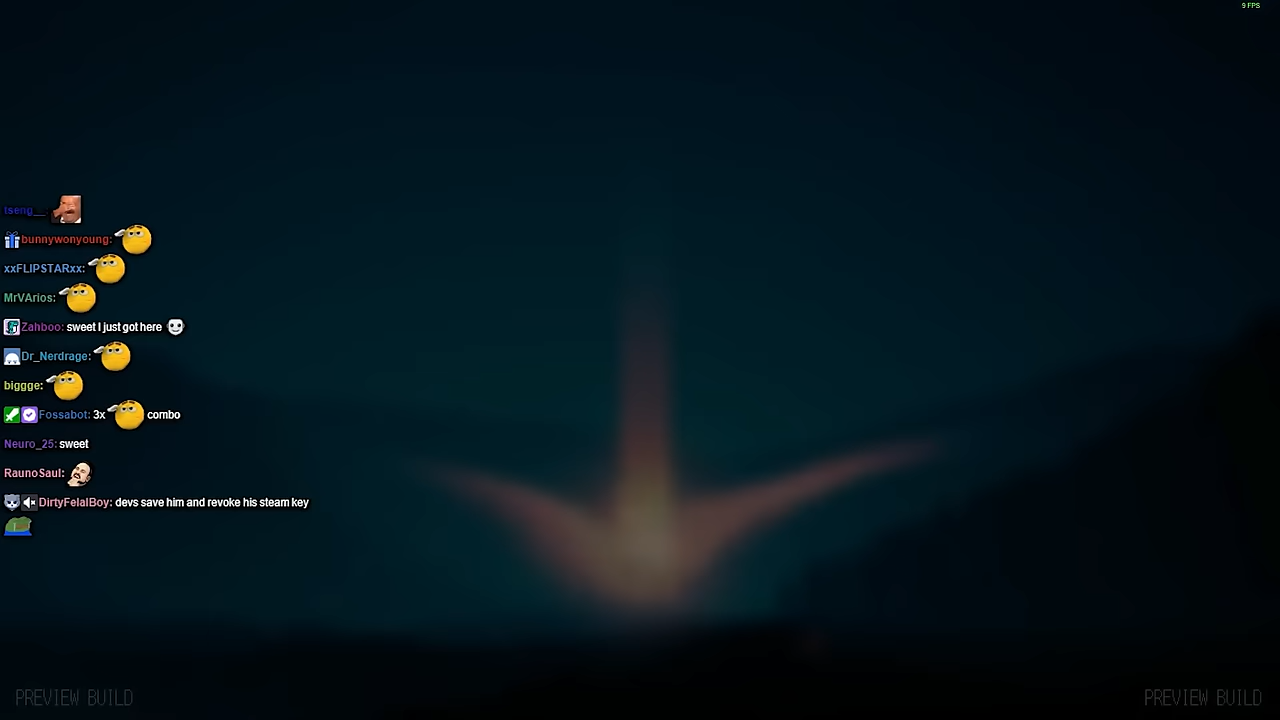 9 FPS
Iseng__
bunnywonyoung:
xxFLIPSTARxx:
MrVArios:
Zahboo: sweet I just got here
Dr_Nerdrage:
biggge:
Fossabot: 3x combo
Neuro_25: sweet
RaunoSaul:
DirtyFelalBoy: devs save him and revoke his steam key
PREVIEW BUILD PREVIEW BUILD